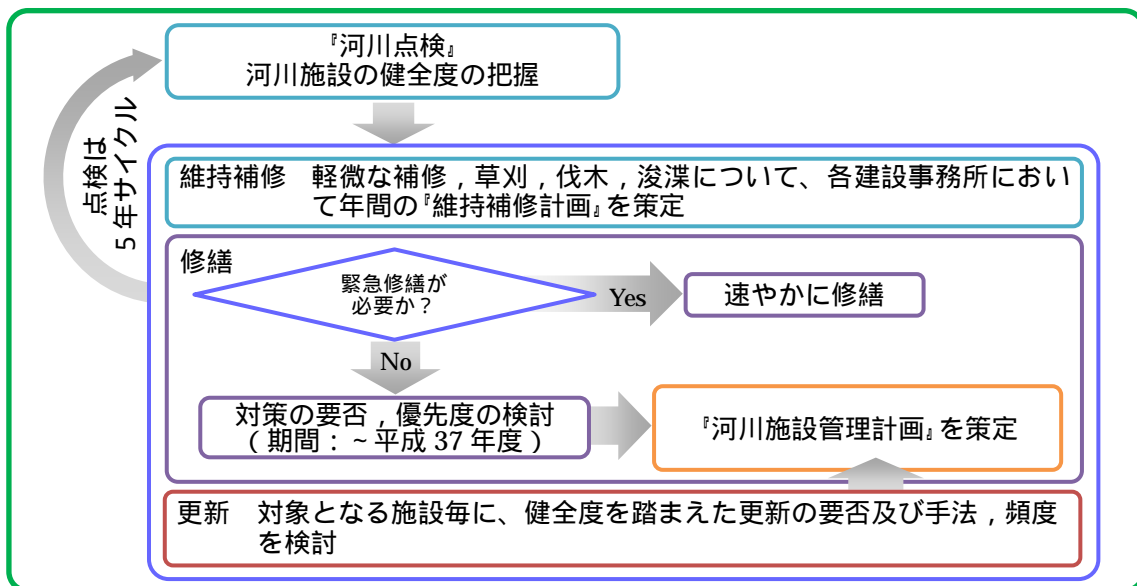 『河川点検』
河川施設の健全度の把握
点検は
５年サイクル
維持補修　軽微な補修，草刈，伐木，浚渫について、各建設事務所におい
て年間の『維持補修計画』を策定
修繕
緊急修繕が
必要か？
Yes
速やかに修繕
No
対策の要否，優先度の検討
（期間：～平成 37 年度）
『河川施設管理計画』を策定
更新　対象となる施設毎に、健全度を踏まえた更新の要否及び手法，頻度
を検討